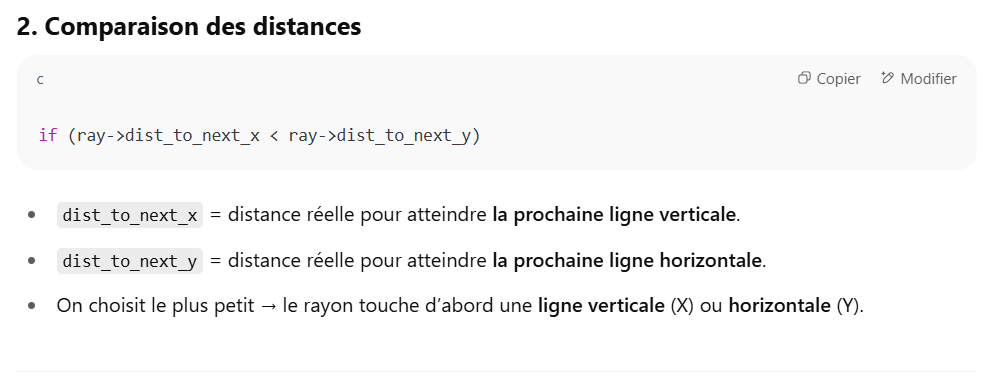 2. Comparaison des distances
c
Copier
Modifier
if (ray->dist_to_next_x < ray->dist_to_next_y)
• dist_to_next_x = distance réelle pour atteindre la prochaine ligne verticale.
• dist_to_next_y = distance réelle pour atteindre la prochaine ligne horizontale.
• On choisit le plus petit → le rayon touche d’abord une ligne verticale (X) ou horizontale (Y).